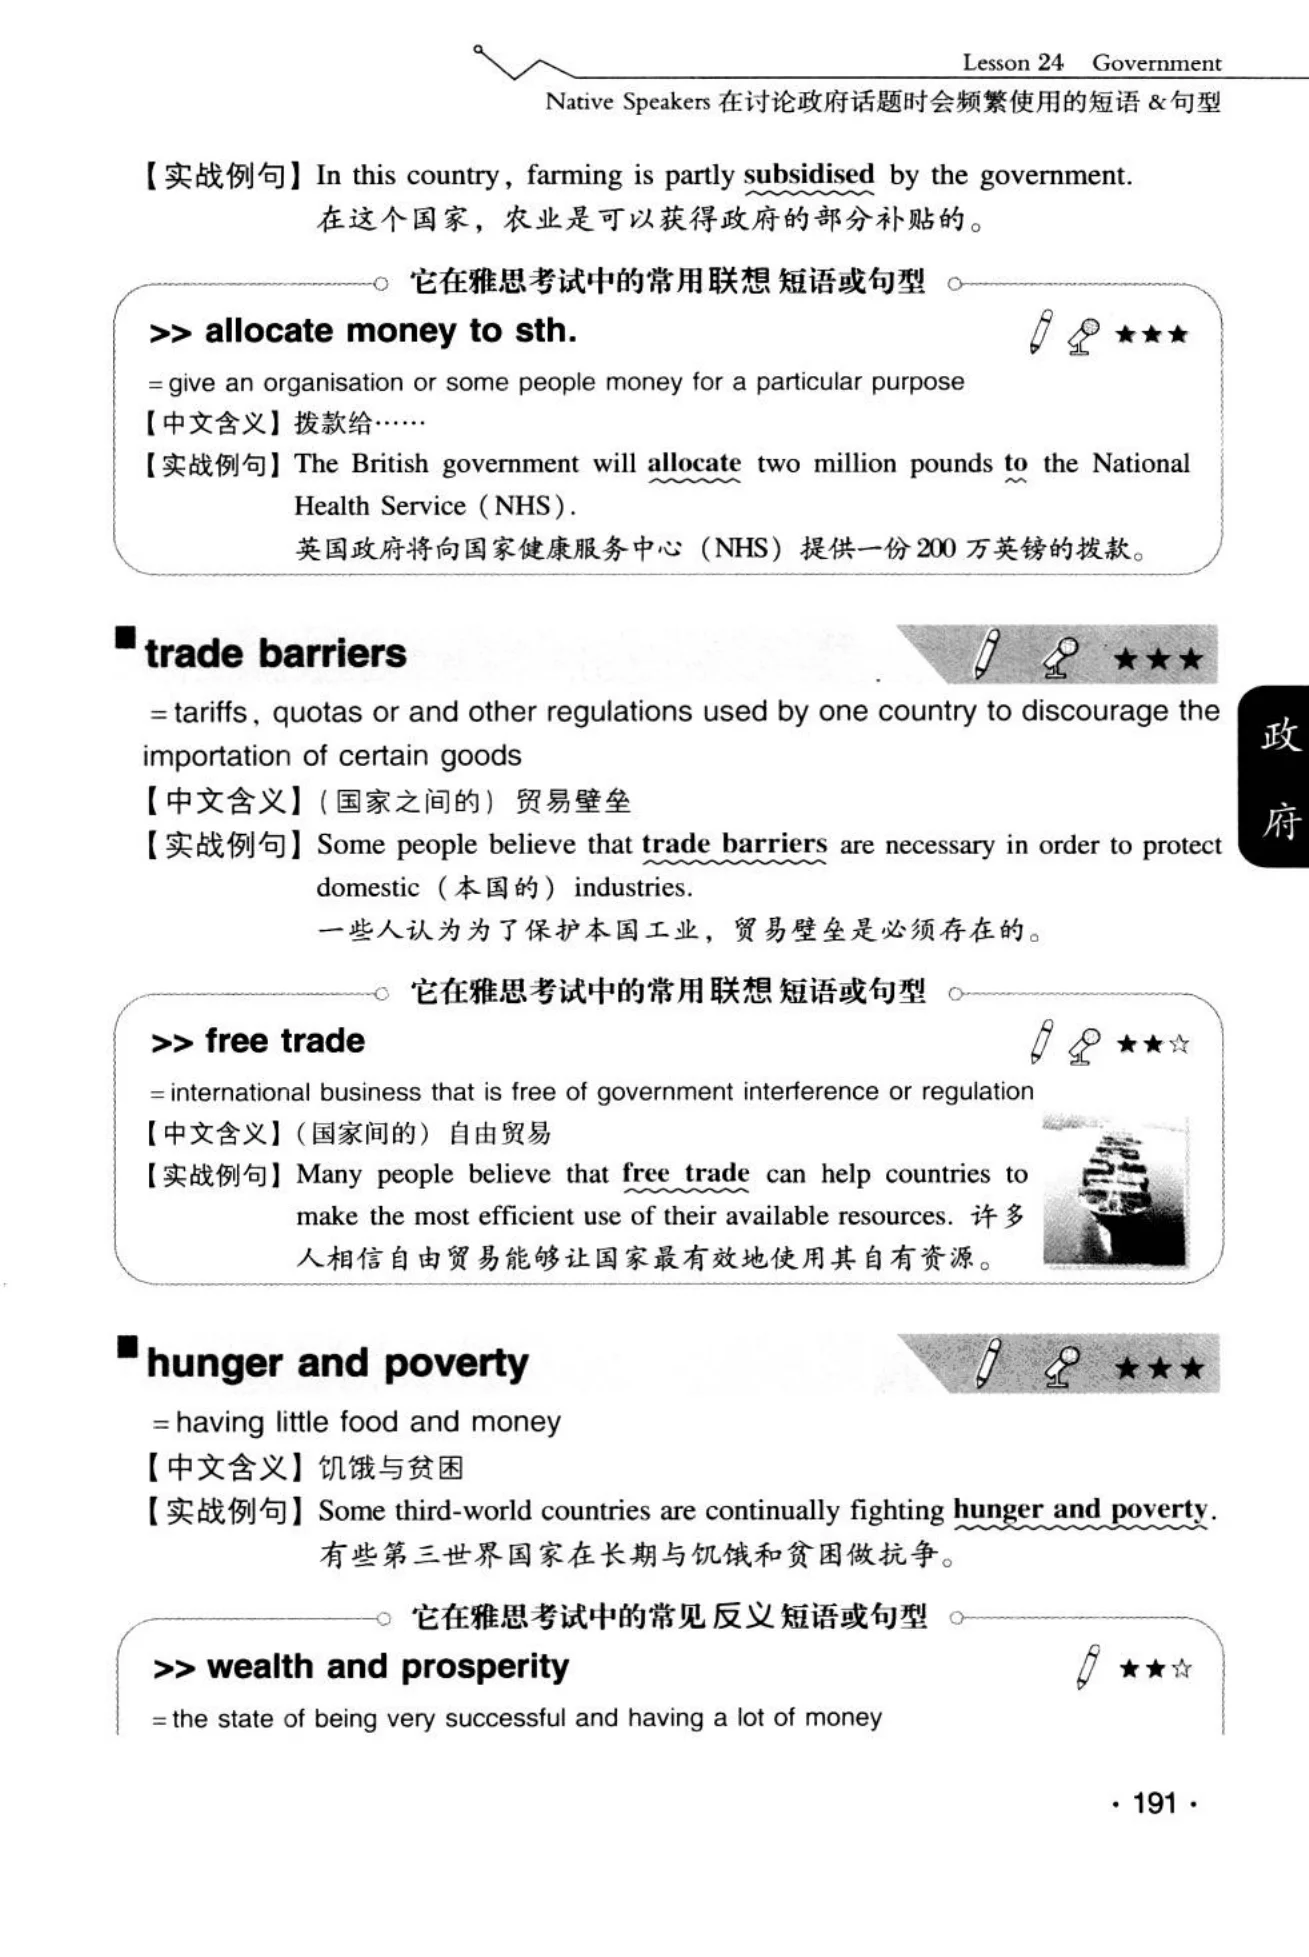 Lesson 24 Government
Native Speakers 在讨论政府话题时会频繁使用的短语 &句型
【实战例句】In this country, farming is partly subsidised by the government.
在这个国家，农业是可以获得政府的部分补贴的。
它在雅思考试中的常用联想短语或句型
>> allocate money to sth. ★★★
=give an organisation or some people money for a particular purpose
【中文含义】拨款给……
【实战例句】The British government will allocate two million pounds to the National
Health Service (NHS).
英国政府将向国家健康服务中心（NHS）提供一份200万英镑的拨款。
■ trade barriers ★★★
=tariffs, quotas or and other regulations used by one country to discourage the
importation of certain goods
【中文含义】(国家之间的）贸易壁垒
【实战例句】Some people believe that trade barriers are necessary in order to protect
domestic（本国的）industries.
一些人认为为了保护本国工业，贸易壁垒是必须存在的。
政府
它在雅思考试中的常用联想短语或句型
>> free trade ★★☆
=international business that is free of government interference or regulation
【中文含义】(国家间的）自由贸易
【实战例句】Many people believe that free trade can help countries to
make the most efficient use of their available resources. 许多
人相信自由贸易能够让国家最有效地使用其自有资源。
■ hunger and poverty ★★★
=having little food and money
【中文含义】饥饿与贫困
【实战例句】Some third-world countries are continually fighting hunger and poverty.
有些第三世界国家在长期与饥饿和贫困做抗争。
它在雅思考试中的常见反义短语或句型
>> wealth and prosperity ★★☆
=the state of being very successful and having a lot of money
· 191 ·